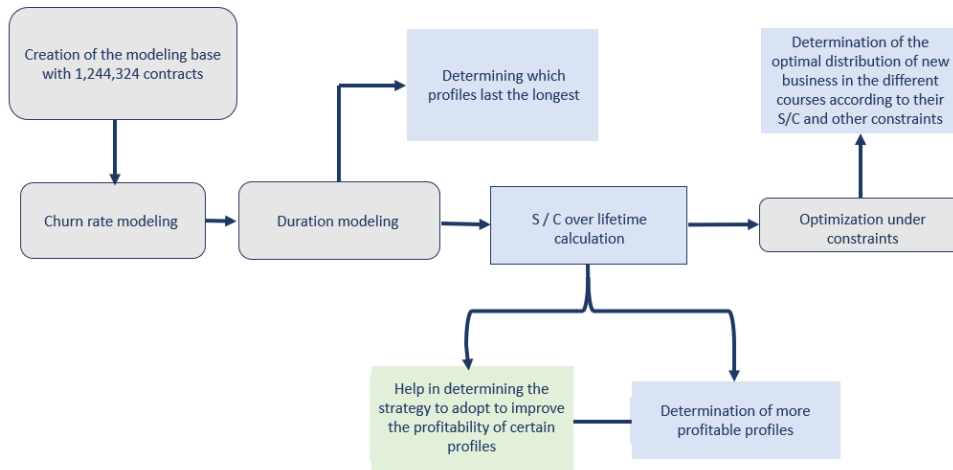 Creation of the modeling base
with 1,244,324 contracts
Determining which
profiles last the longest
Determination of the
optimal distribution of new
business in the different
courses according to their
S/C and other constraints
Churn rate modeling
Duration modeling
S / C over lifetime
calculation
Optimization under
constraints
Help in determining the
strategy to adopt to improve
the profitability of certain
profiles
Determination of more
profitable profiles